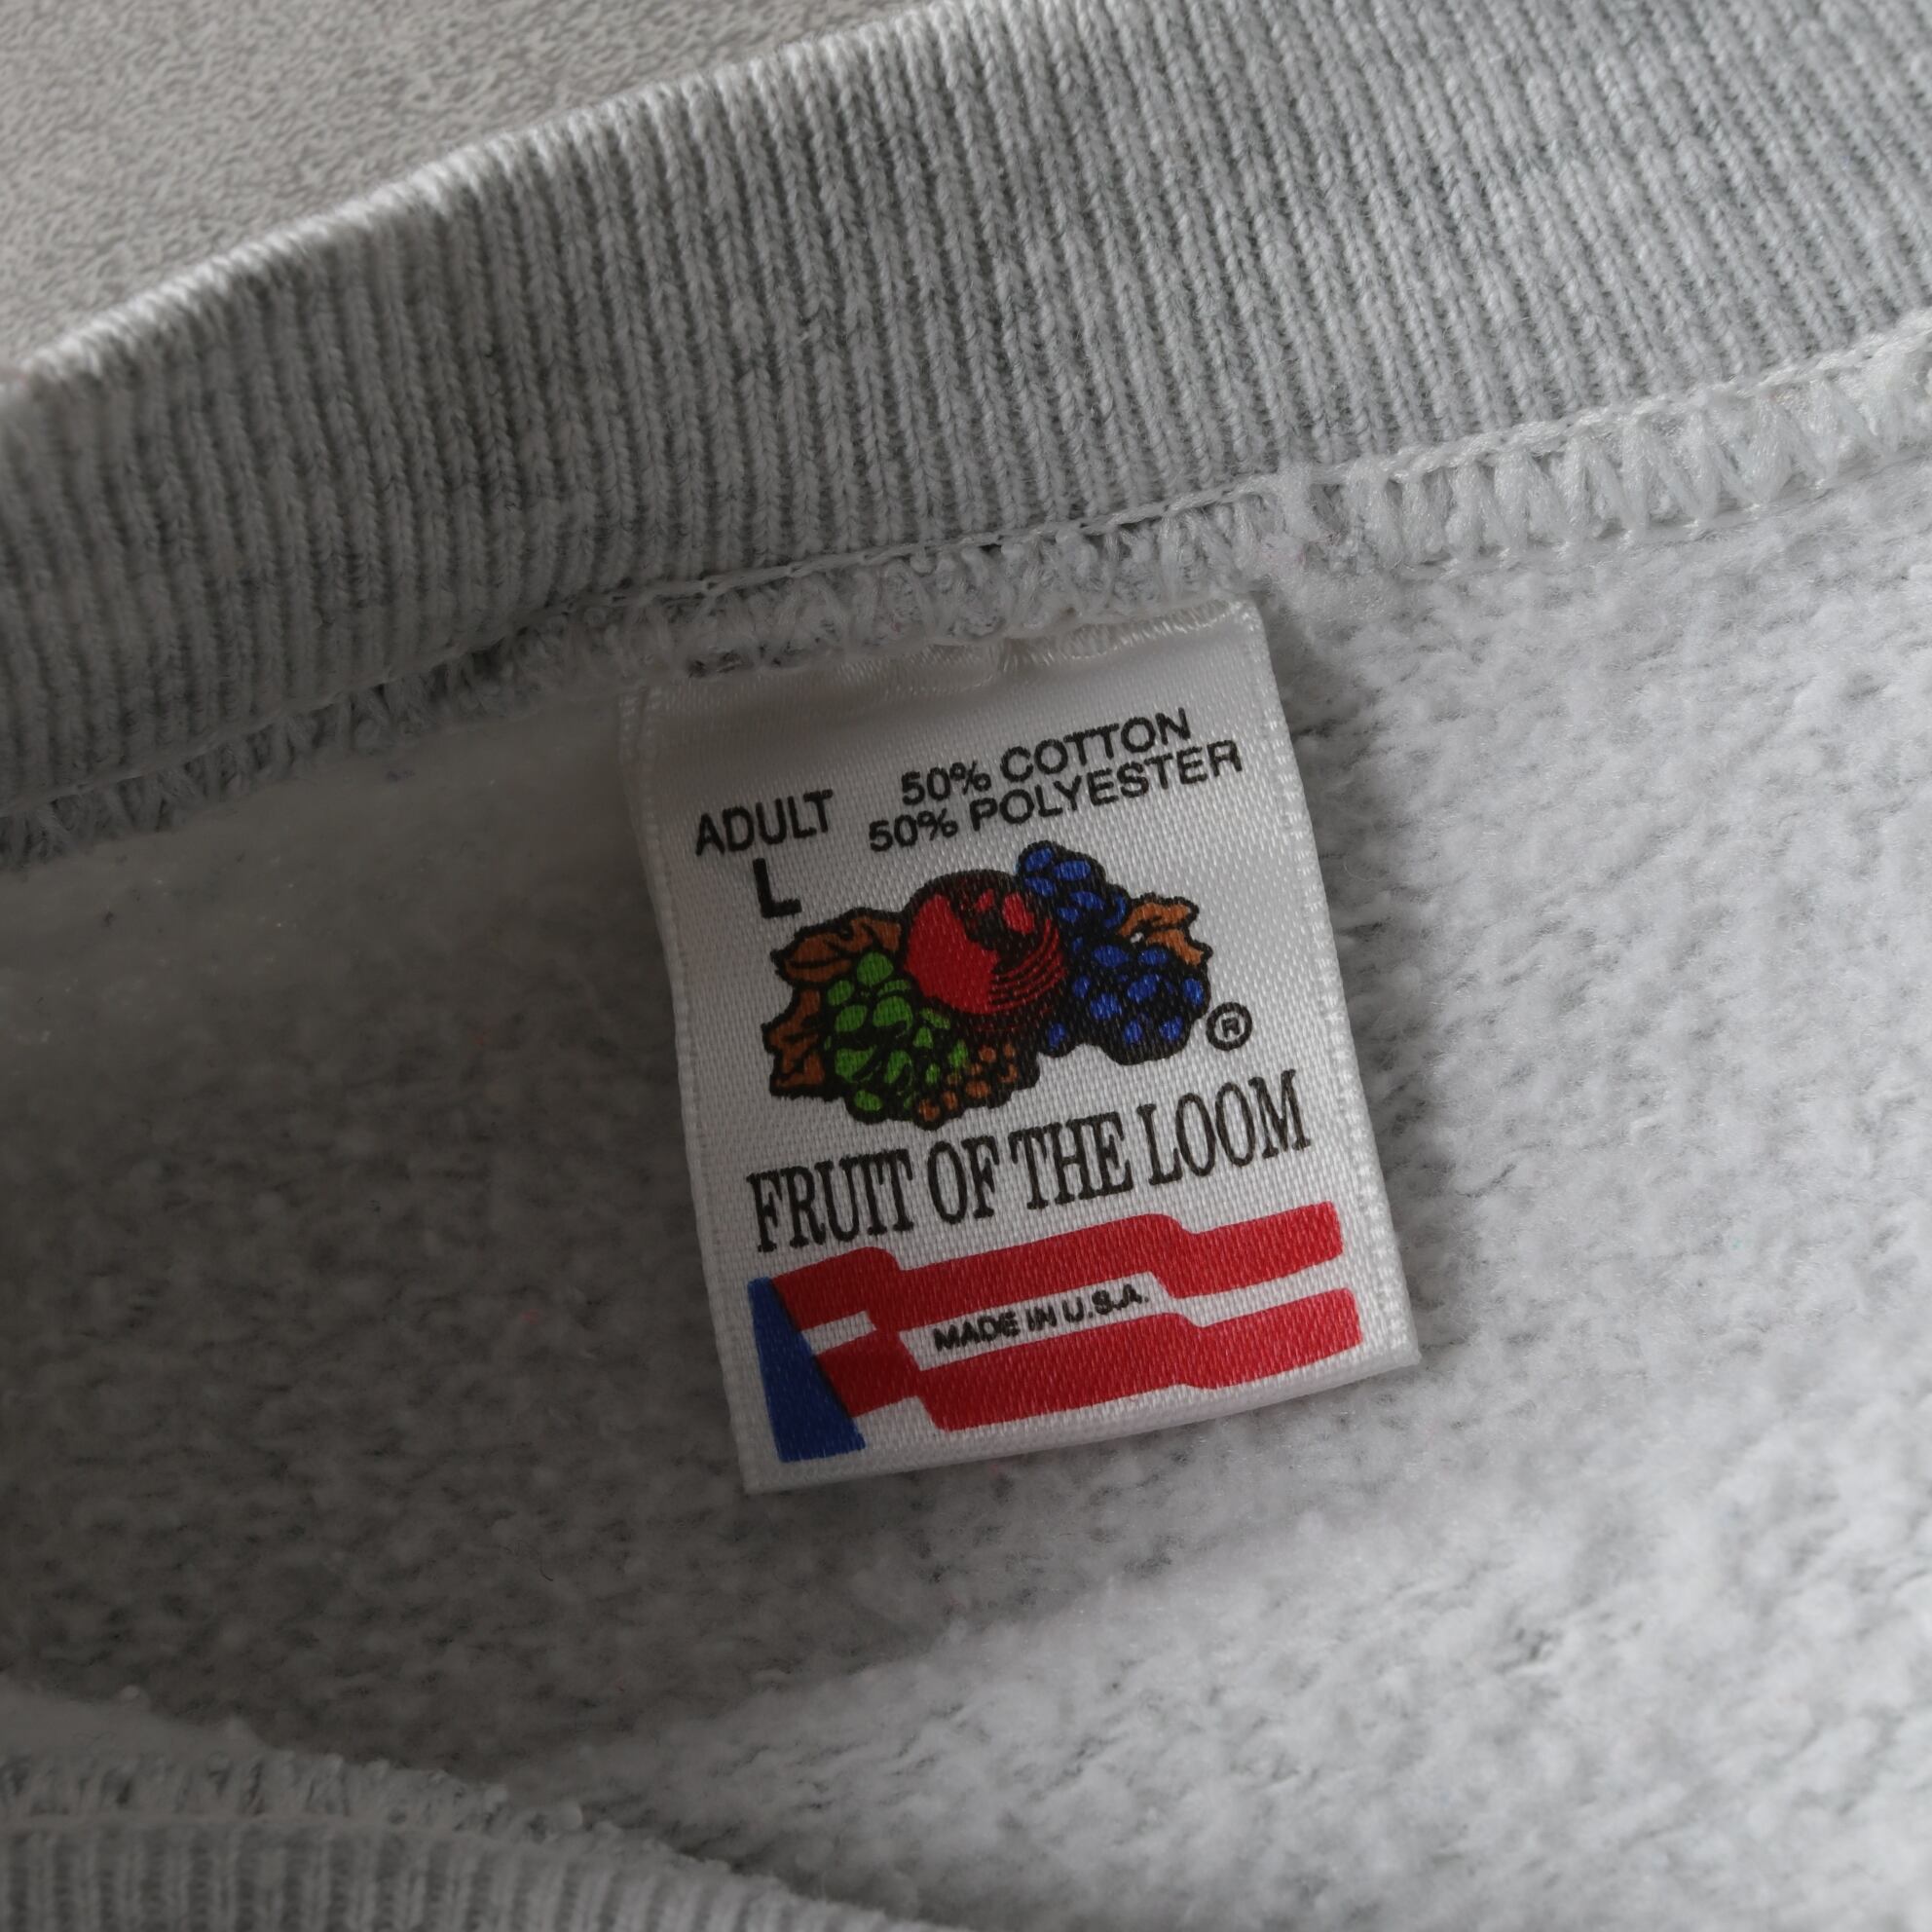 ADULT
L
50% COTTON
50% POLYESTER
®
FRUIT OF THE LOOM
MADE IN U.S.A.